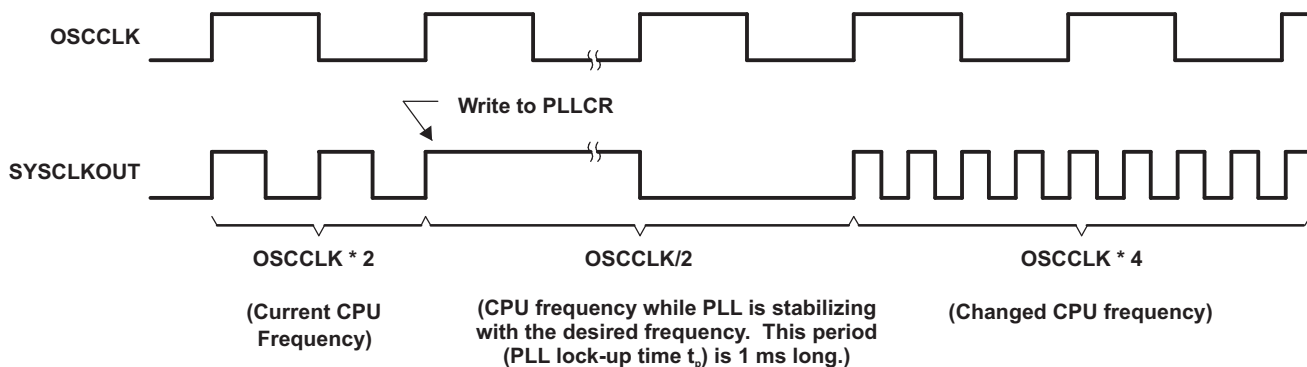 OSCCLK
Write to PLLCR
SYSCLKOUT
OSCCLK * 2
(Current CPU
Frequency)
OSCCLK/2
(CPU frequency while PLL is stabilizing
with the desired frequency. This period
(PLL lock-up time tp) is 1 ms long.)
OSCCLK * 4
(Changed CPU frequency)